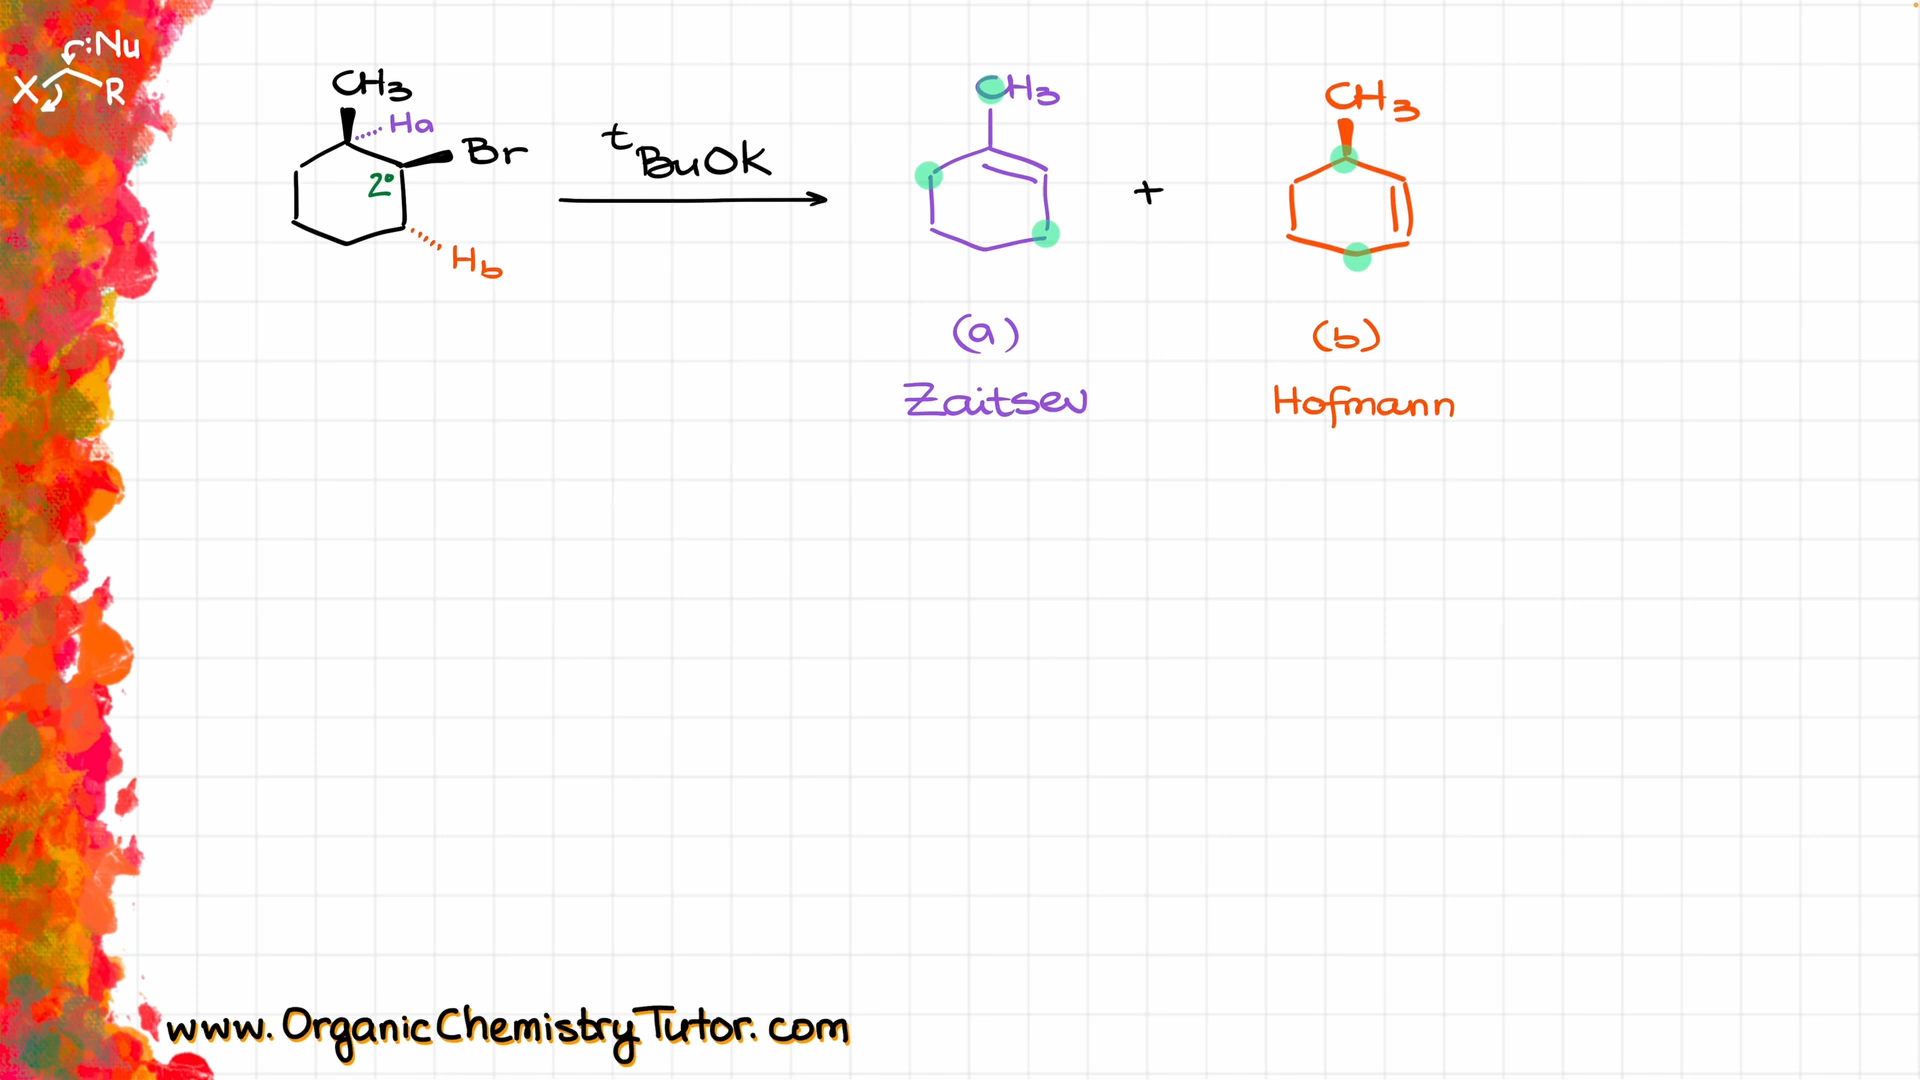 :Nu
X R
CH3
Ha
Br
2°
Hb
tBuOK
CH3
+
CH3
(a)
(b)
Zaitsev
Hofmann
www.OrganicChemistryTutor.com